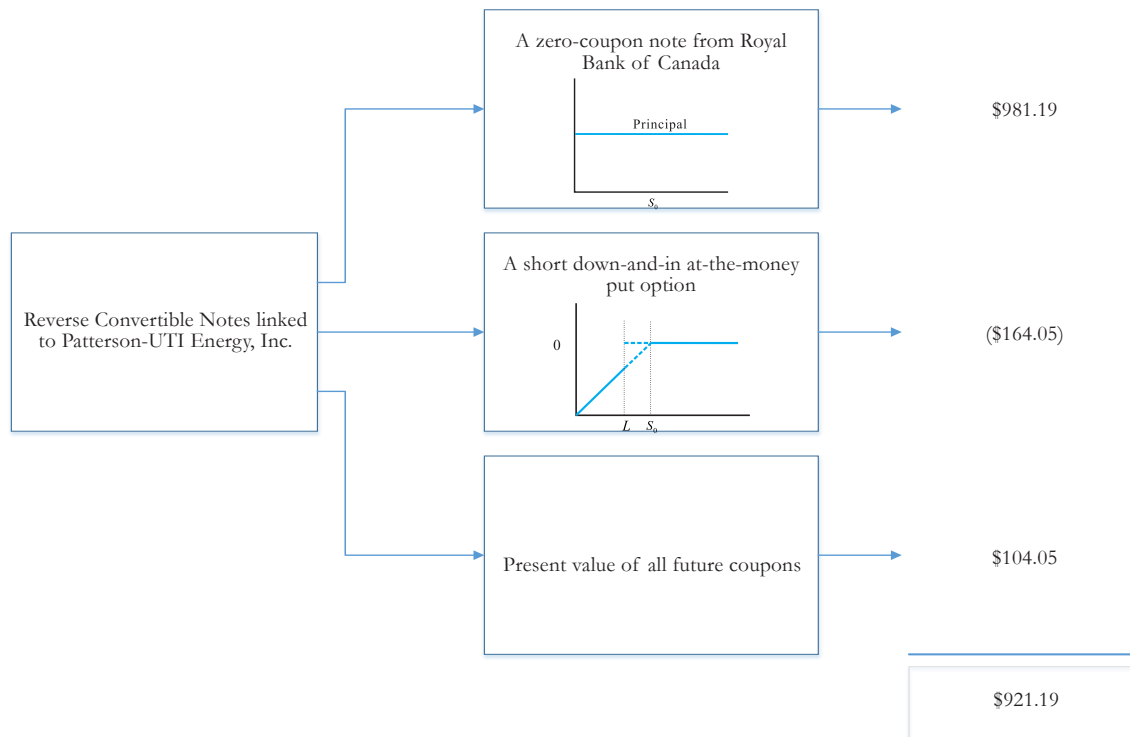 A zero-coupon note from Royal
Bank of Canada
Principal
S₀
$981.19
Reverse Convertible Notes linked
to Patterson-UTI Energy, Inc.
A short down-and-in at-the-money
put option
0
L S₀
($164.05)
Present value of all future coupons
$104.05
$921.19